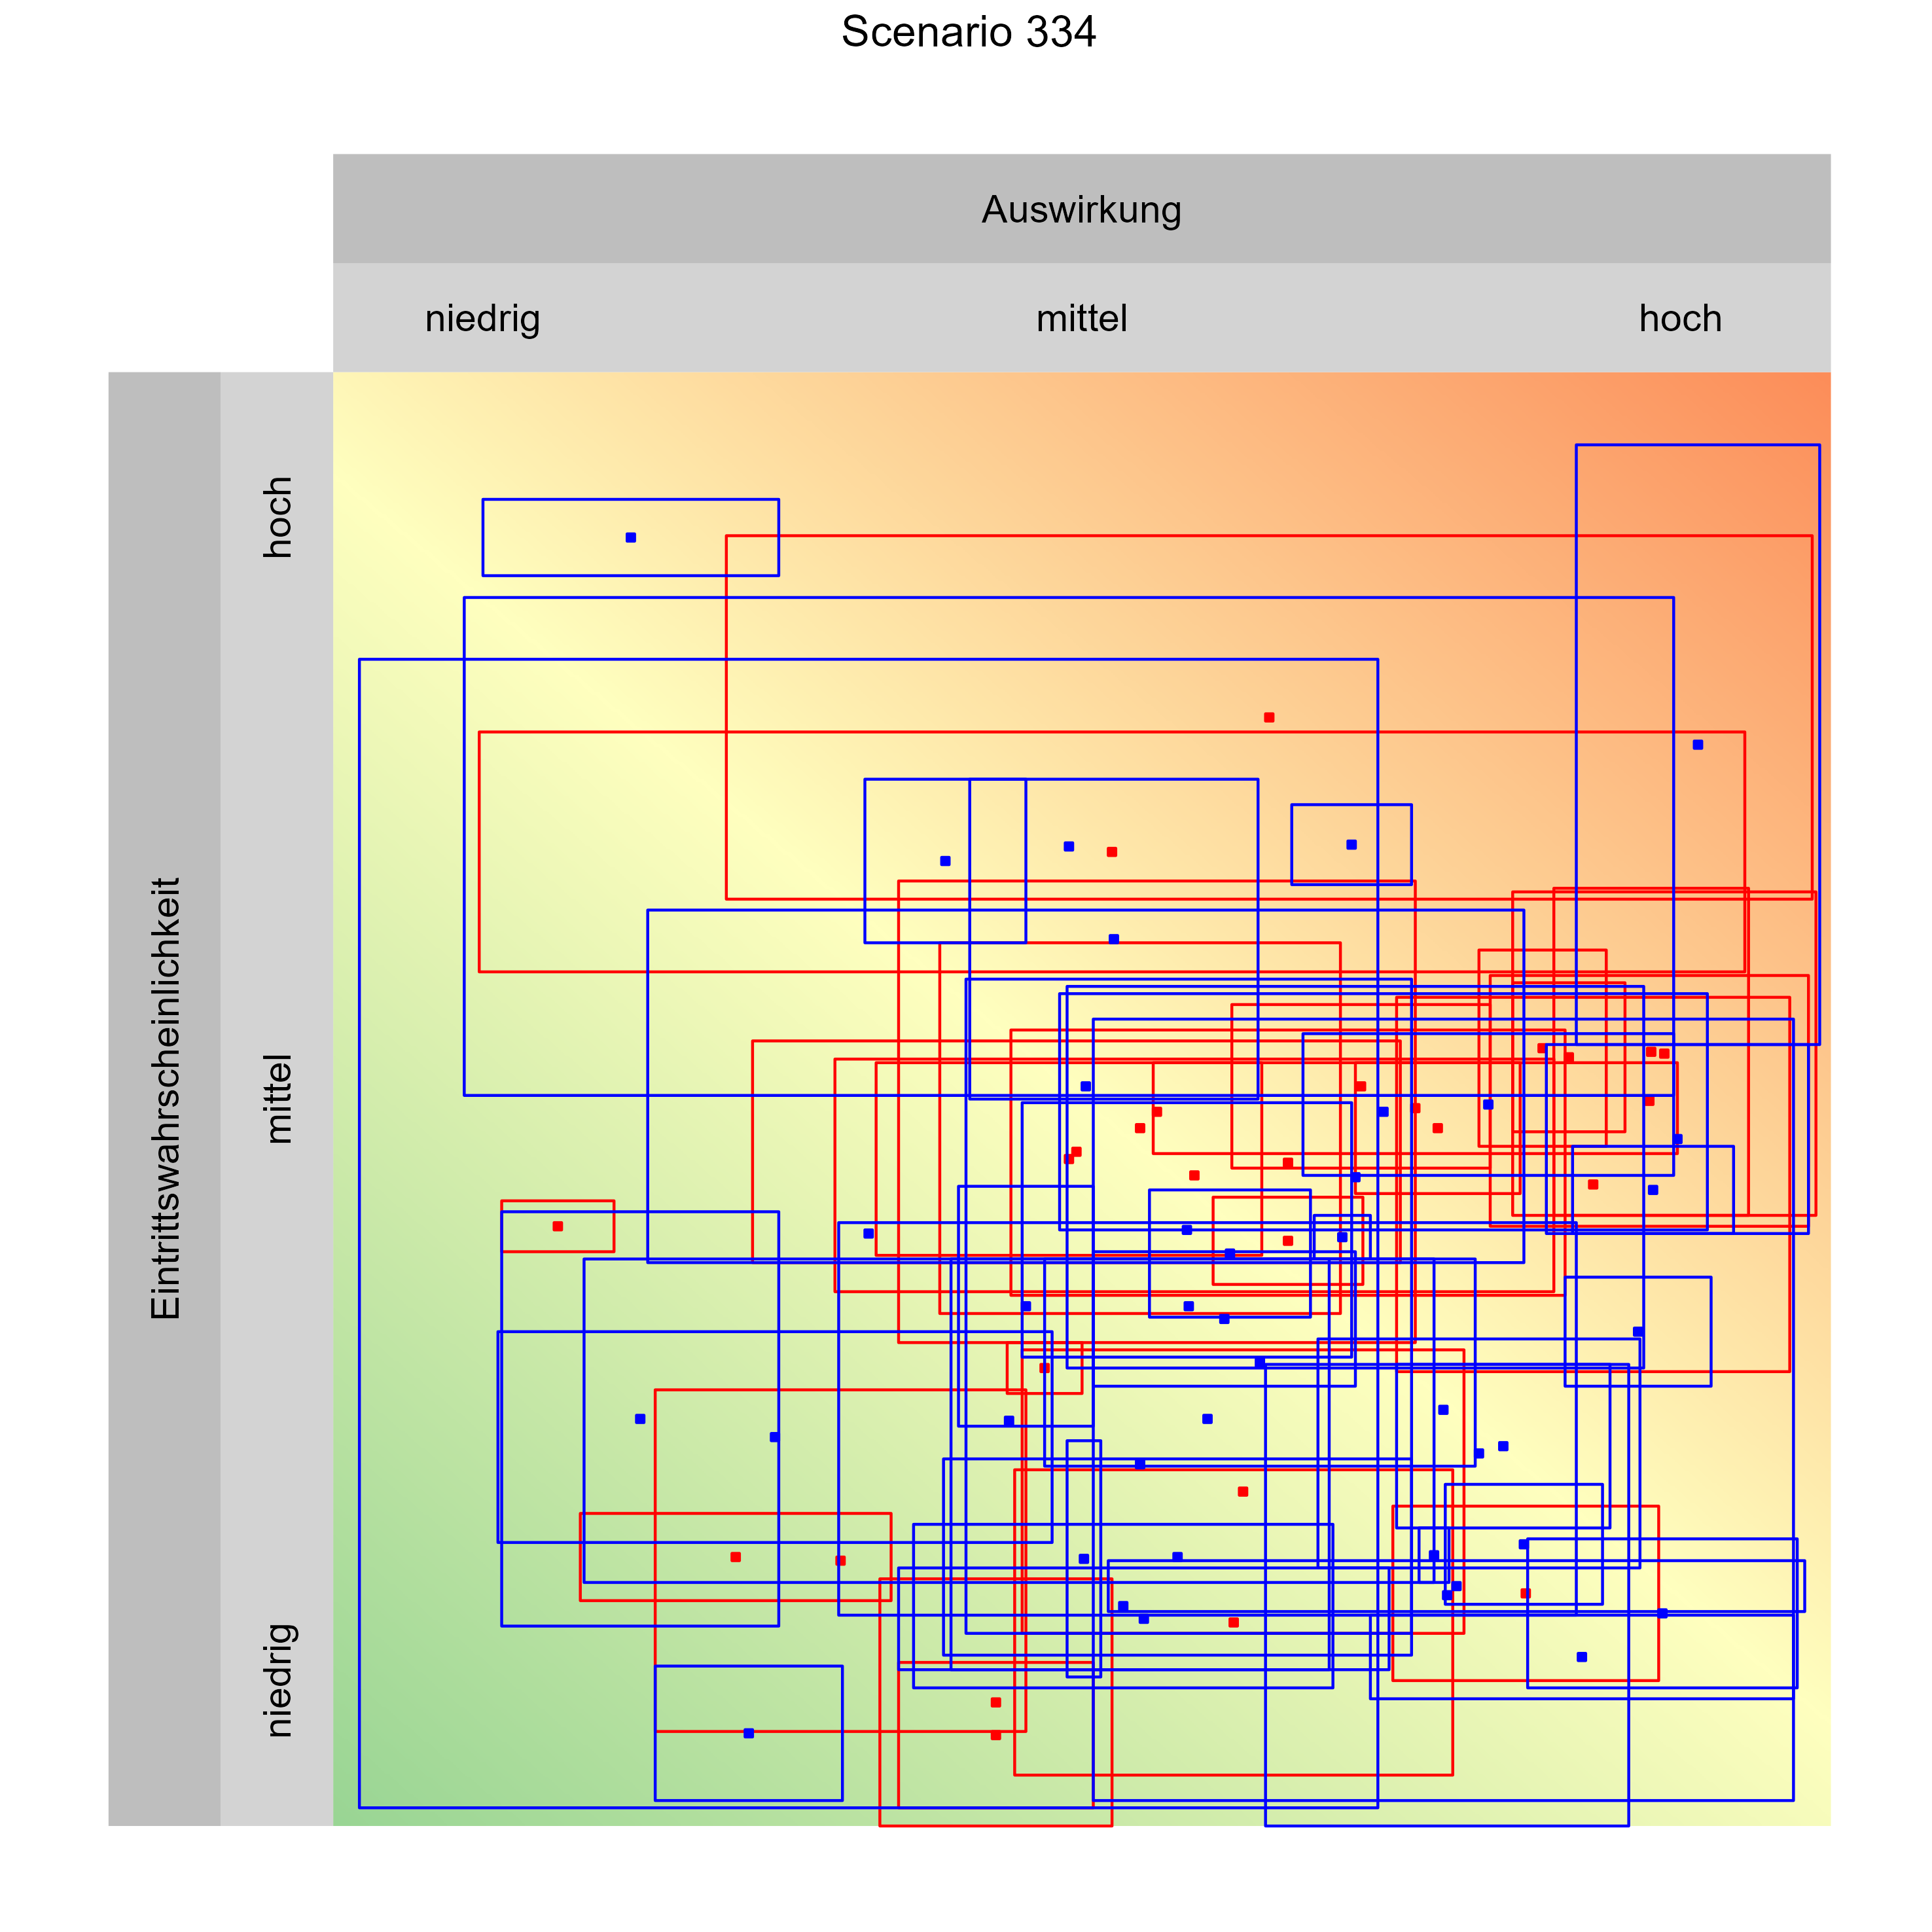 Scenario 334
Auswirkung
niedrig mittel hoch
Eintrittswahrscheinlichkeit
hoch
mittel
niedrig